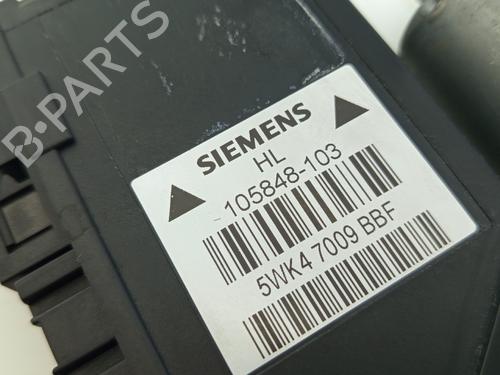 B-PARTS
SIEMENS
HL
105848-103
5WK4 7009 BBF